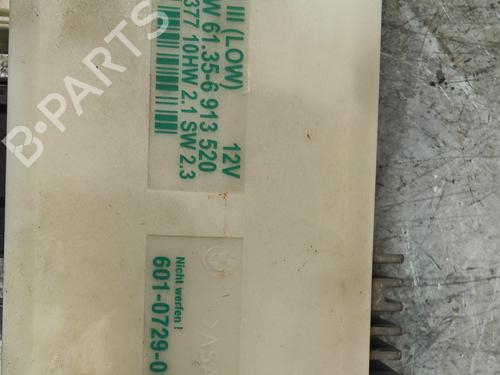 III (LOW)
12V
W 61.35-6 913 520
377 10HW 2.1 SW 2.3
Nicht werfen !
601-0729-0
>ASA
B-PARTS